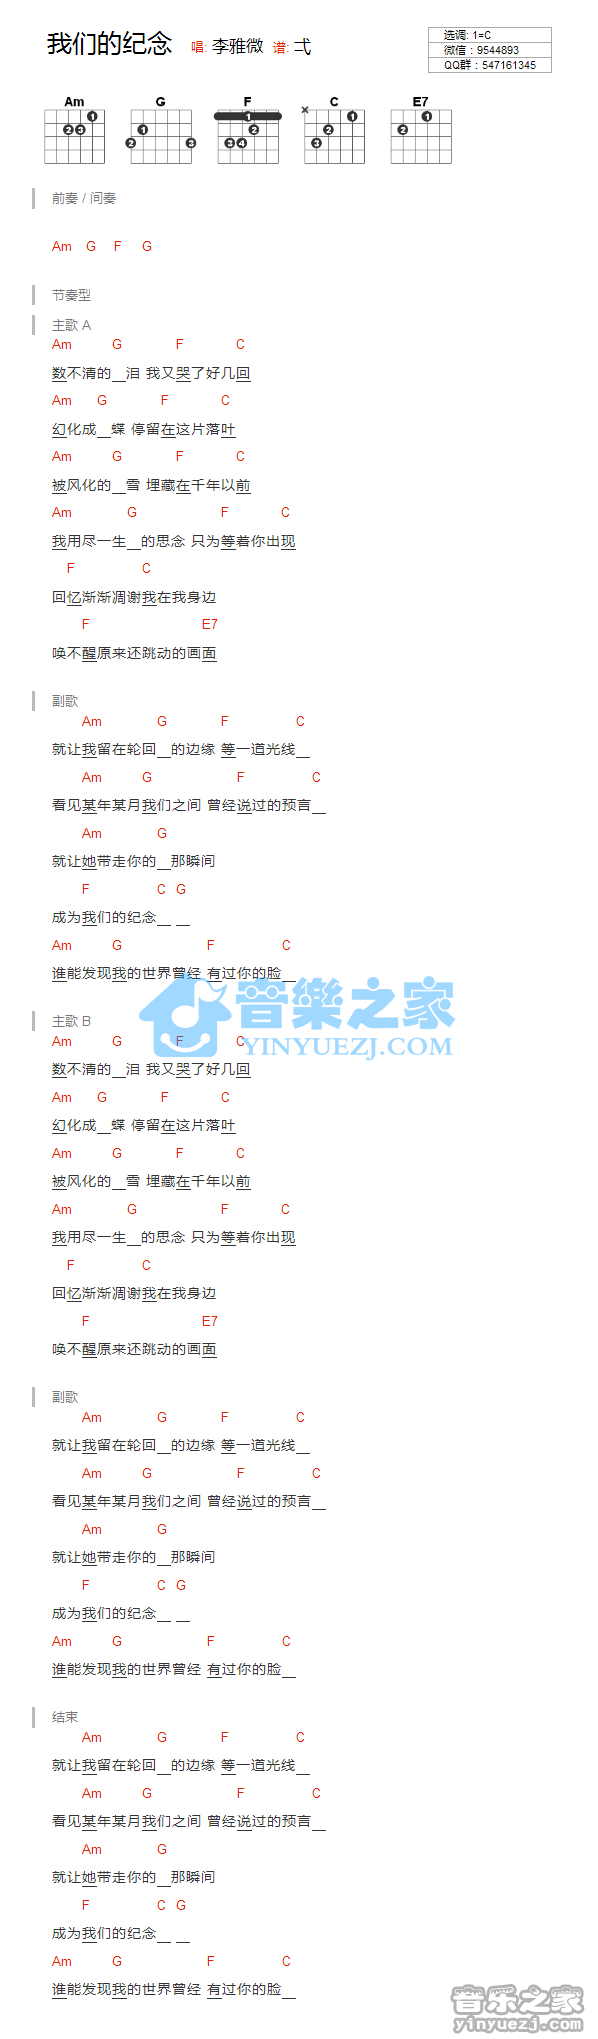 我们的纪念 唱: 李雅微 谱: 弍
选调: 1=C
微信：9544893
QQ群：547161345
Am G F C E7
前奏 / 间奏
Am G F G
节奏型
主歌 A
Am G F C
数不清的__泪 我又哭了好几回
Am G F C
幻化成__蝶 停留在这片落叶
Am G F C
被风化的__雪 埋藏在千年以前
Am G F C
我用尽一生__的思念 只为等着你出现
F C
回忆渐渐凋谢我在我身边
F E7
唤不醒原来还跳动的画面
副歌
Am G F C
就让我留在轮回__的边缘 等一道光线__
Am G F C
看见某年某月我们之间 曾经说过的预言__
Am G
就让她带走你的__那瞬间
F C G
成为我们的纪念__ __
Am G F C
谁能发现我的世界曾经 有过你的脸__
音樂之家
YINYUEZJ.COM
主歌 B
Am G F C
数不清的__泪 我又哭了好几回
Am G F C
幻化成__蝶 停留在这片落叶
Am G F C
被风化的__雪 埋藏在千年以前
Am G F C
我用尽一生__的思念 只为等着你出现
F C
回忆渐渐凋谢我在我身边
F E7
唤不醒原来还跳动的画面
副歌
Am G F C
就让我留在轮回__的边缘 等一道光线__
Am G F C
看见某年某月我们之间 曾经说过的预言__
Am G
就让她带走你的__那瞬间
F C G
成为我们的纪念__ __
Am G F C
谁能发现我的世界曾经 有过你的脸__
结束
Am G F C
就让我留在轮回__的边缘 等一道光线__
Am G F C
看见某年某月我们之间 曾经说过的预言__
Am G
就让她带走你的__那瞬间
F C G
成为我们的纪念__ __
Am G F C
谁能发现我的世界曾经 有过你的脸__
音乐之家
yinyuezj.com